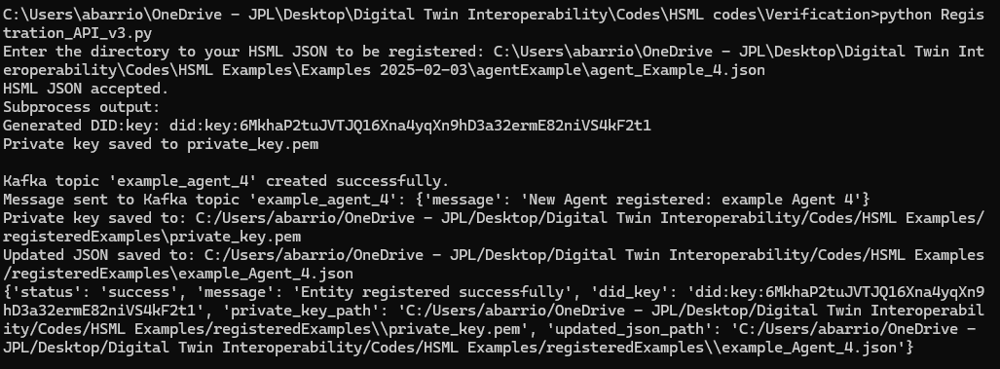 C:\Users\abarrio\OneDrive - JPL\Desktop\Digital Twin Interoperability\Codes\HSML codes\Verification>python Regis
tration_API_v3.py
Enter the directory to your HSML JSON to be registered: C:\Users\abarrio\OneDrive - JPL\Desktop\Digital Twin Int
eroperability\Codes\HSML Examples\Examples 2025-02-03\agentExample\agent_Example_4.json
HSML JSON accepted.
Subprocess output:
Generated DID:key: did:key:6MkhaP2tuJVTJQ16Xna4yqXn9hD3a32ermE82niVS4kF2t1
Private key saved to private_key.pem
Kafka topic 'example_agent_4' created successfully.
Message sent to Kafka topic 'example_agent_4': {'message': 'New Agent registered: example Agent 4'}
Private key saved to: C:/Users/abarrio/OneDrive - JPL/Desktop/Digital Twin Interoperability/Codes/HSML Examples/
registeredExamples\private_key.pem
Updated JSON saved to: C:/Users/abarrio/OneDrive - JPL/Desktop/Digital Twin Interoperability/Codes/HSML Examples
/registeredExamples\example_Agent_4.json
{'status': 'success', 'message': 'Entity registered successfully', 'did_key': 'did:key:6MkhaP2tuJVTJQ16Xna4yqXn9
hD3a32ermE82niVS4kF2t1', 'private_key_path': 'C:/Users/abarrio/OneDrive - JPL/Desktop/Digital Twin Interoperabil
ity/Codes/HSML Examples/registeredExamples\\private_key.pem', 'updated_json_path': 'C:/Users/abarrio/OneDrive -
JPL/Desktop/Digital Twin Interoperability/Codes/HSML Examples/registeredExamples\\example_Agent_4.json'}